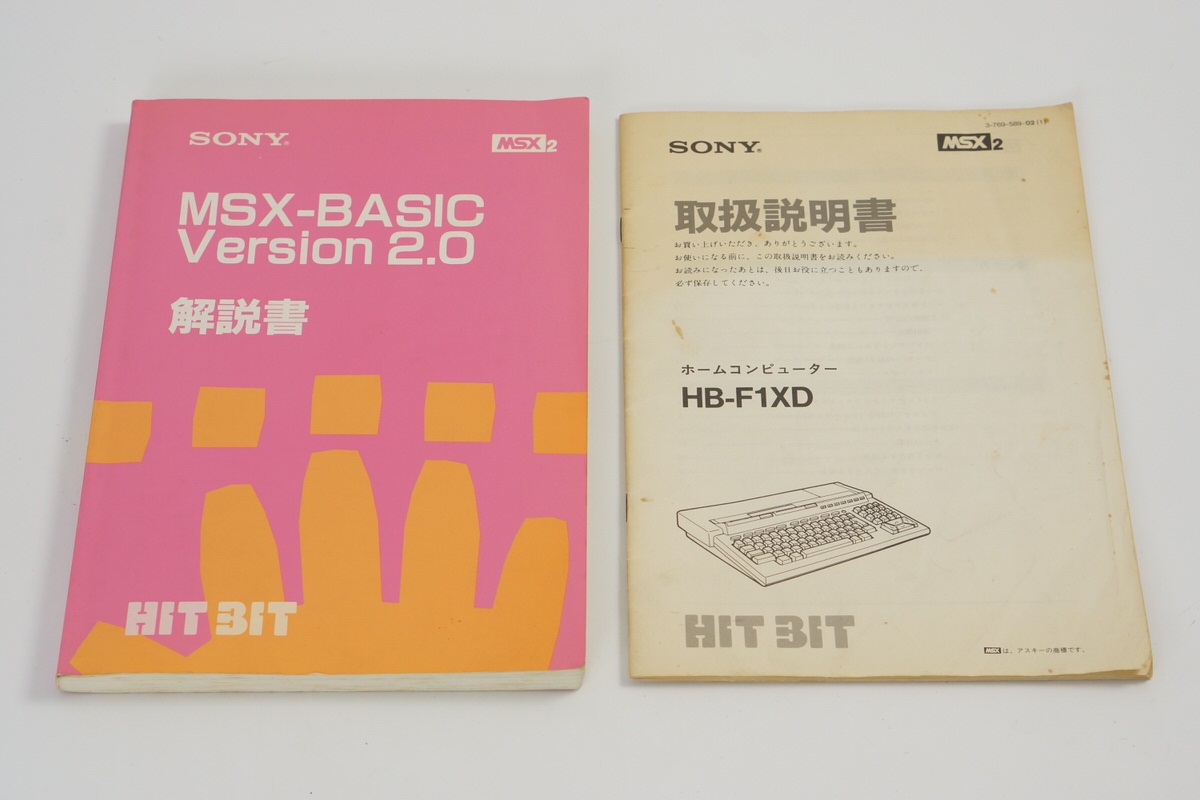 SONY®
MSX2
MSX-BASIC
Version 2.0
解説書
HIT BIT
3-769-589-02(1)
SONY®
MSX2
取扱説明書
お買い上げいただき、ありがとうございます。
お使いになる前に、この取扱説明書をお読みください。
お読みになったあとは、後日お役に立つこともありますので、
必ず保存してください。
ホームコンピューター
HB-F1XD
HIT BIT
MSXは、アスキーの商標です。